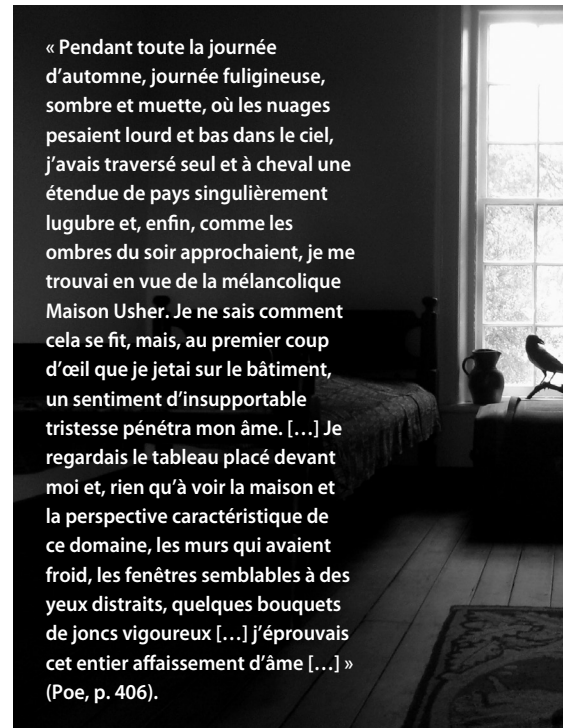 « Pendant toute la journée
d’automne, journée fuligineuse,
sombre et muette, où les nuages
pesaient lourd et bas dans le ciel,
j’avais traversé seul et à cheval une
étendue de pays singulièrement
lugubre et, enfin, comme les
ombres du soir approchaient, je me
trouvai en vue de la mélancolique
Maison Usher. Je ne sais comment
cela se fit, mais, au premier coup
d’œil que je jetai sur le bâtiment,
un sentiment d’insupportable
tristesse pénétra mon âme. […] Je
regardais le tableau placé devant
moi et, rien qu’à voir la maison et
la perspective caractéristique de
ce domaine, les murs qui avaient
froid, les fenêtres semblables à des
yeux distraits, quelques bouquets
de joncs vigoureux […] j’éprouvais
cet entier affaissement d’âme […] »
(Poe, p. 406).